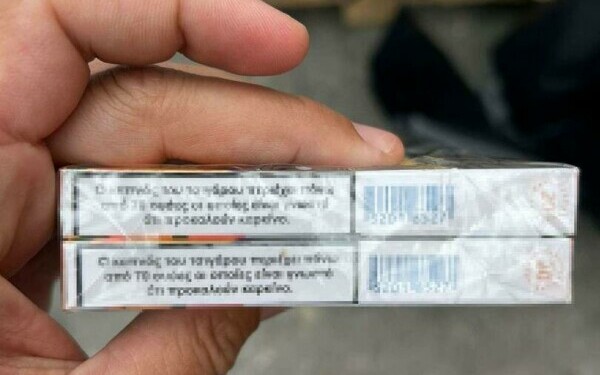 Ο καπνός του τσιγάρου περιέχει πάνω
από 70 ουσίες οι οποίες είναι γνωστό
ότι προκαλούν καρκίνο.
Ο καπνός του τσιγάρου περιέχει πάνω
από 70 ουσίες οι οποίες είναι γνωστό
ότι προκαλούν καρκίνο.